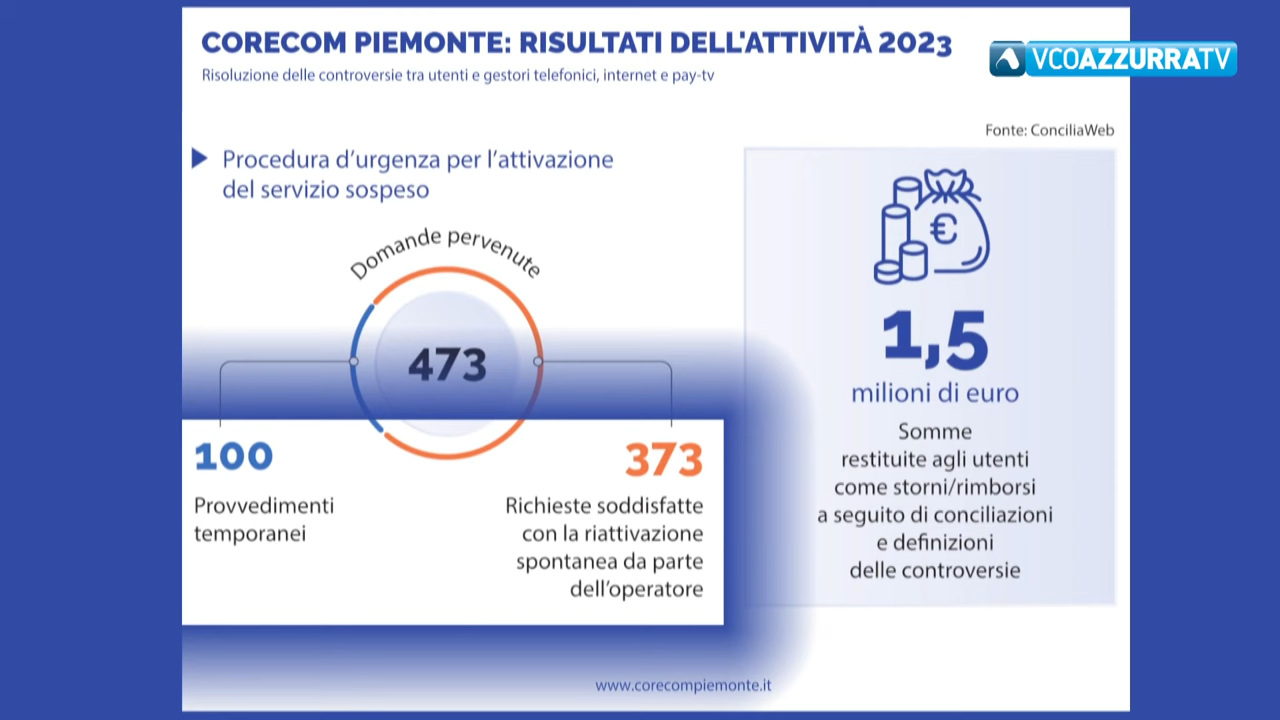 CORECOM PIEMONTE: RISULTATI DELL'ATTIVITÀ 2023
Risoluzione delle controversie tra utenti e gestori telefonici, internet e pay-tv
VCOAZZURRATV
Fonte: ConciliaWeb
Procedura d'urgenza per l'attivazione
del servizio sospeso
Domande pervenute
473
100
Provvedimenti
temporanei
373
Richieste soddisfatte
con la riattivazione
spontanea da parte
dell'operatore
€
1,5
milioni di euro
Somme
restituite agli utenti
come storni/rimborsi
a seguito di conciliazioni
e definizioni
delle controversie
www.corecompiemonte.it